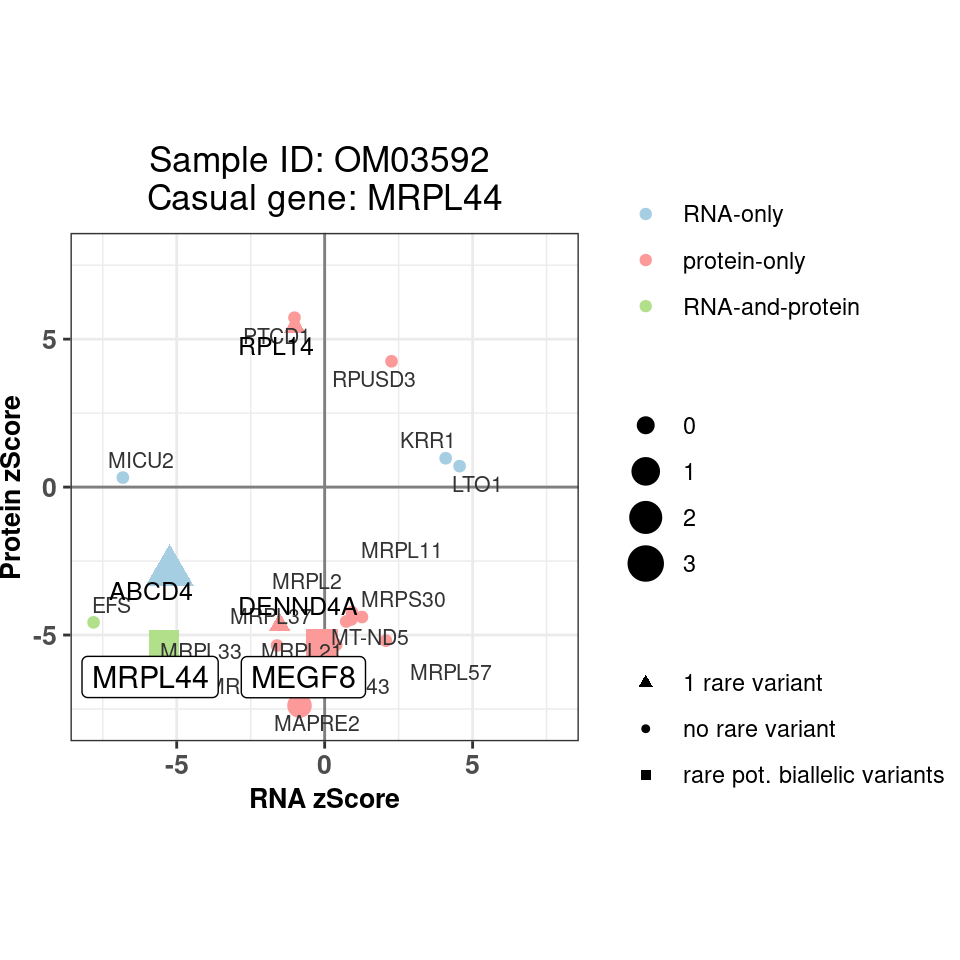 Sample ID: OM03592
Casual gene: MRPL44
RNA-only
protein-only
RNA-and-protein
0
1
2
3
1 rare variant
no rare variant
rare pot. biallelic variants
Protein zScore
5
0
-5
PTCD1
RPL14
RPUSD3
KRR1
MICU2
LTO1
MRPL11
MRPL2
ABCD4
MRPS30
EFS
DENND4A
MRPL37
MT-ND5
MRPL33
MRPL21
MRPL57
MRPL44
MEGF8
MAPRE2
-5
0
5
RNA zScore